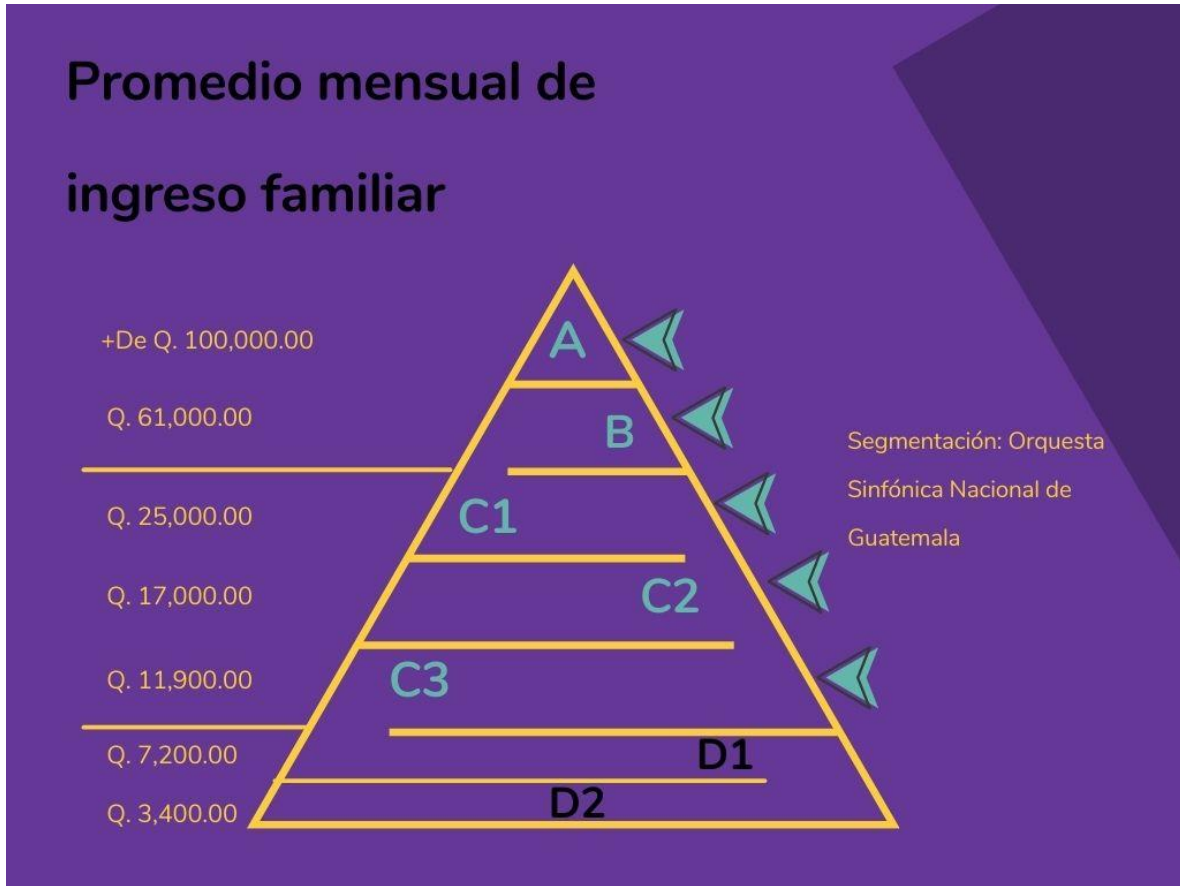 Promedio mensual de
ingreso familiar
+De Q. 100,000.00
A
Q. 61,000.00
B
Segmentación: Orquesta
Sinfónica Nacional de
Guatemala
Q. 25,000.00
C1
Q. 17,000.00
C2
Q. 11,900.00
C3
Q. 7,200.00
D1
Q. 3,400.00
D2